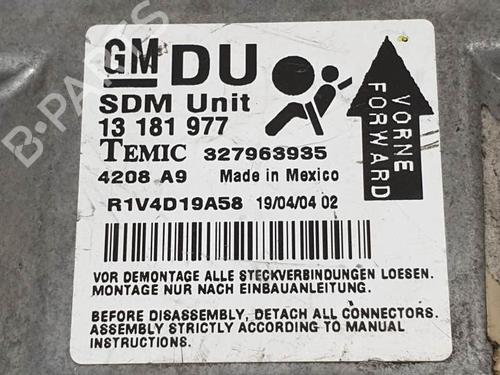 GM DU
SDM Unit
13 181 977
TEMIC 327963935
4208 A9 Made in Mexico
R1V4D19A58 19/04/04 02
VORNE
FORWARD
VOR DEMONTAGE ALLE STECKVERBINDUNGEN LOESEN.
MONTAGE NUR NACH EINBAUANLEITUNG.
BEFORE DISASSEMBLY, DETACH ALL CONNECTORS.
ASSEMBLY STRICTLY ACCORDING TO MANUAL
INSTRUCTIONS.
B-PARTS